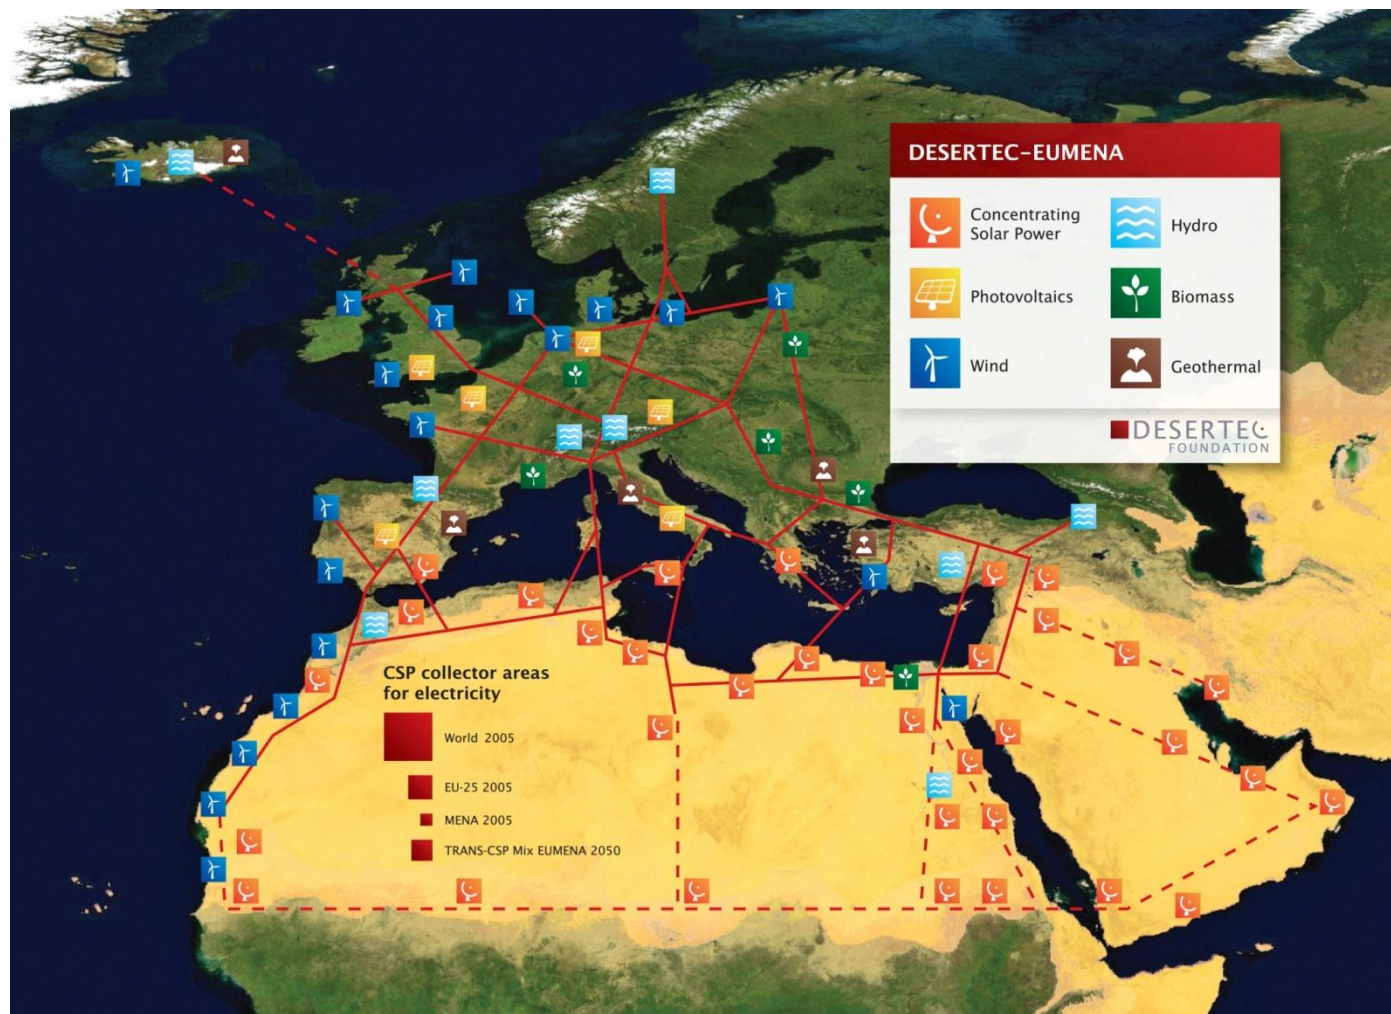 DESERTEC–EUMENA
Concentrating
Solar Power
Hydro
Photovoltaics
Biomass
Wind
Geothermal
DESERTEC
FOUNDATION
CSP collector areas
for electricity
World 2005
EU-25 2005
MENA 2005
TRANS-CSP Mix EUMENA 2050